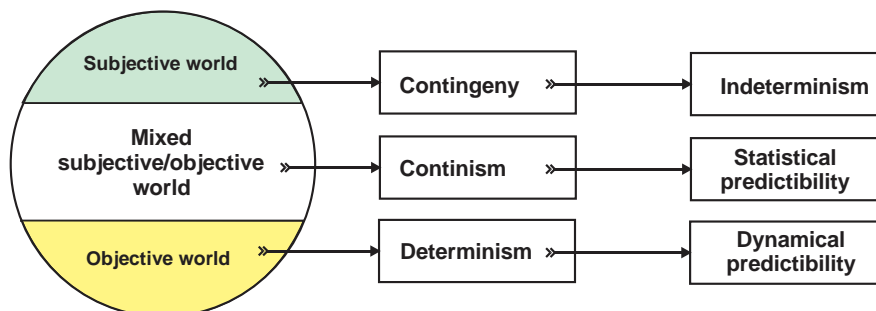 Subjective world
Contingeny
Indeterminism
Mixed
subjective/objective
world
Continism
Statistical
predictibility
Objective world
Determinism
Dynamical
predictibility